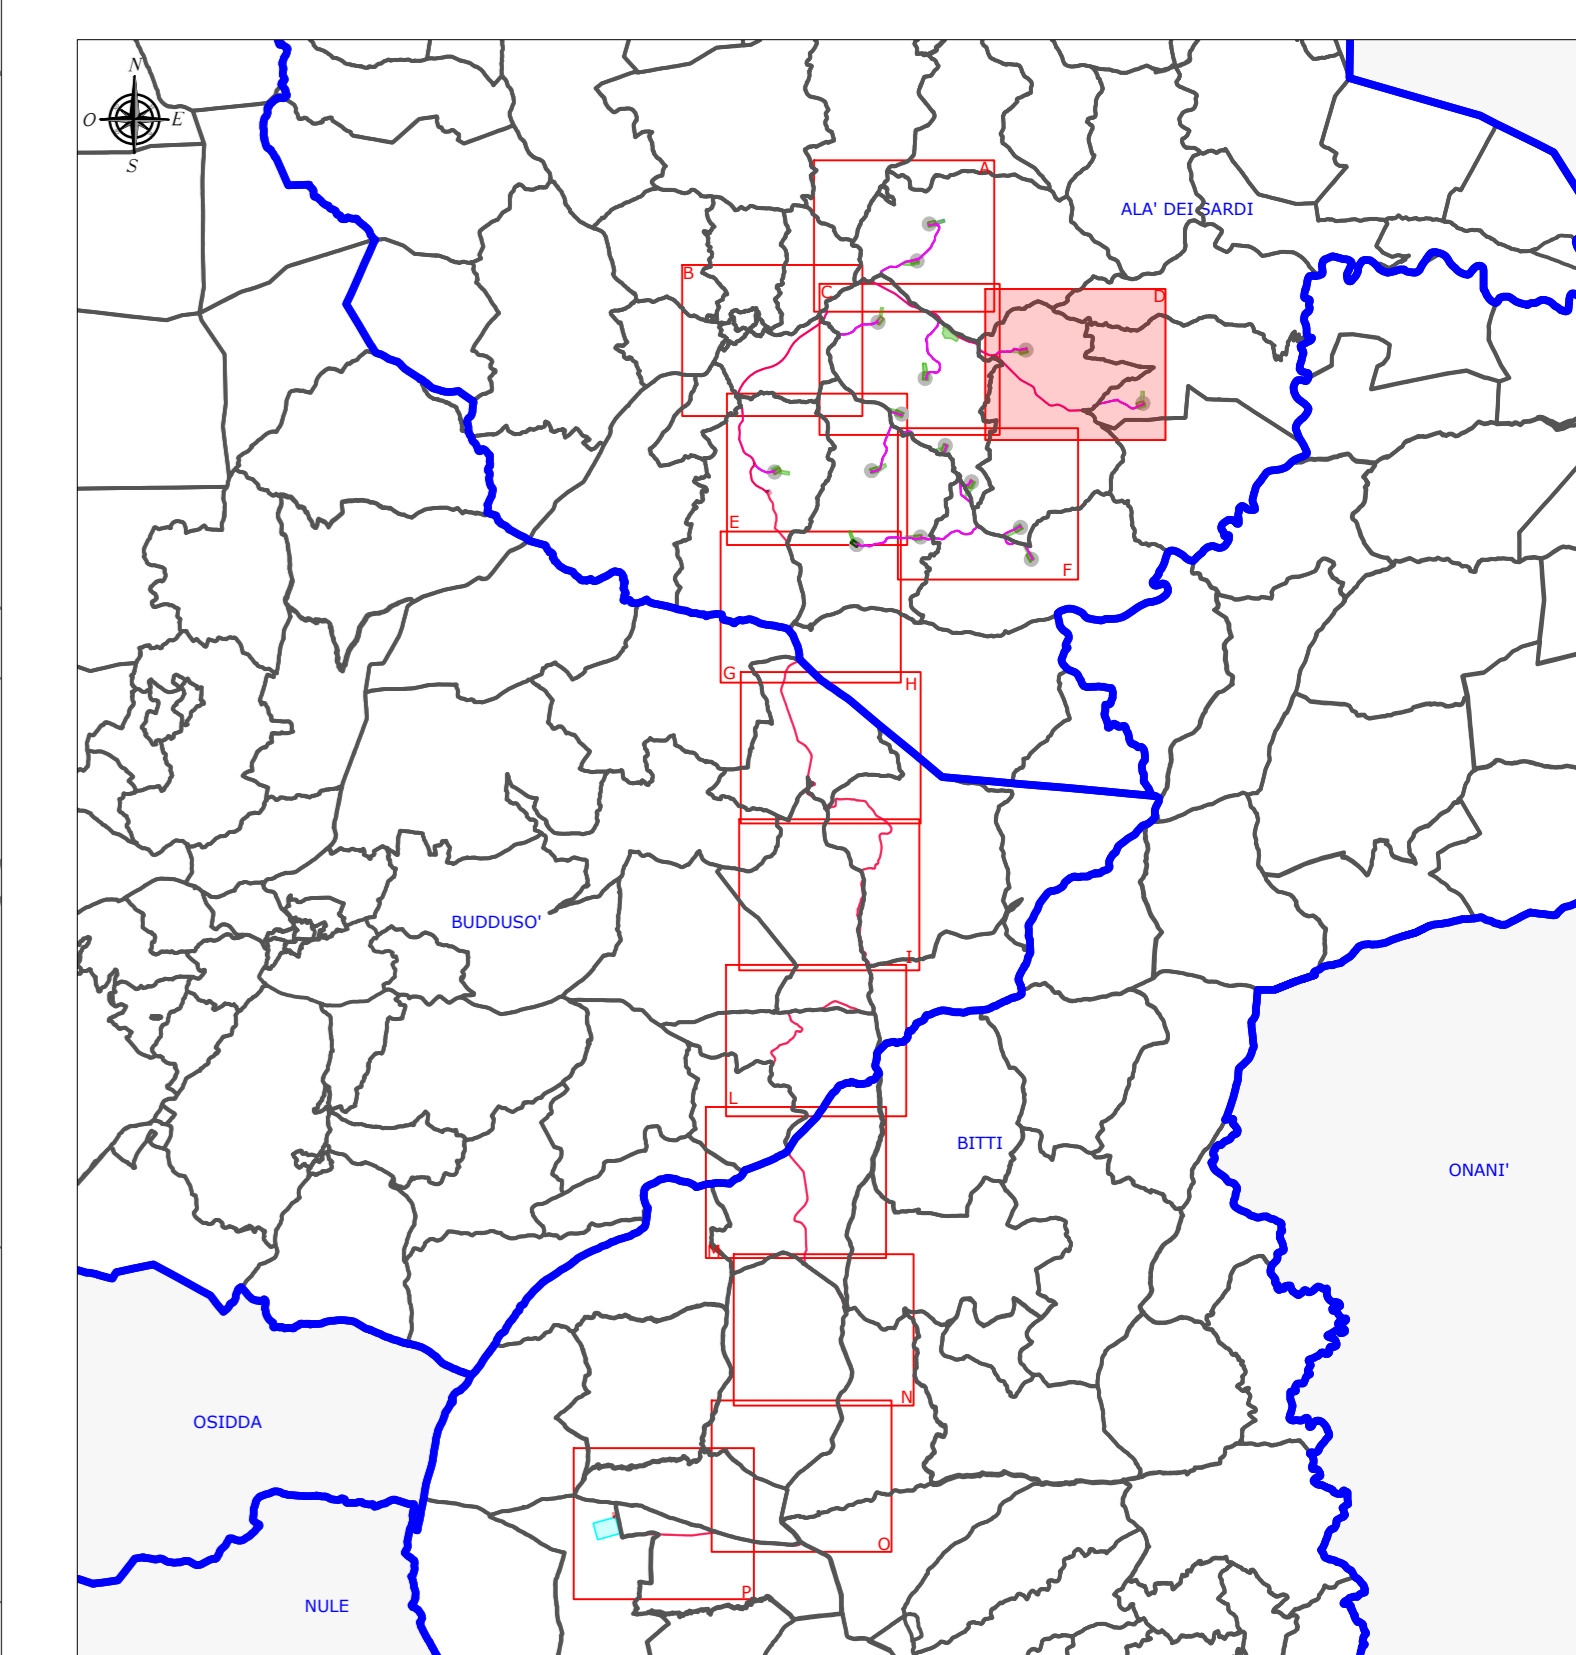 N
O E
S
A
ALA' DEI SARDI
B
C
D
E
F
G
H
BUDDUSO'
I
L
BITTI
ONANI'
M
N
OSIDDA
O
P
NULE